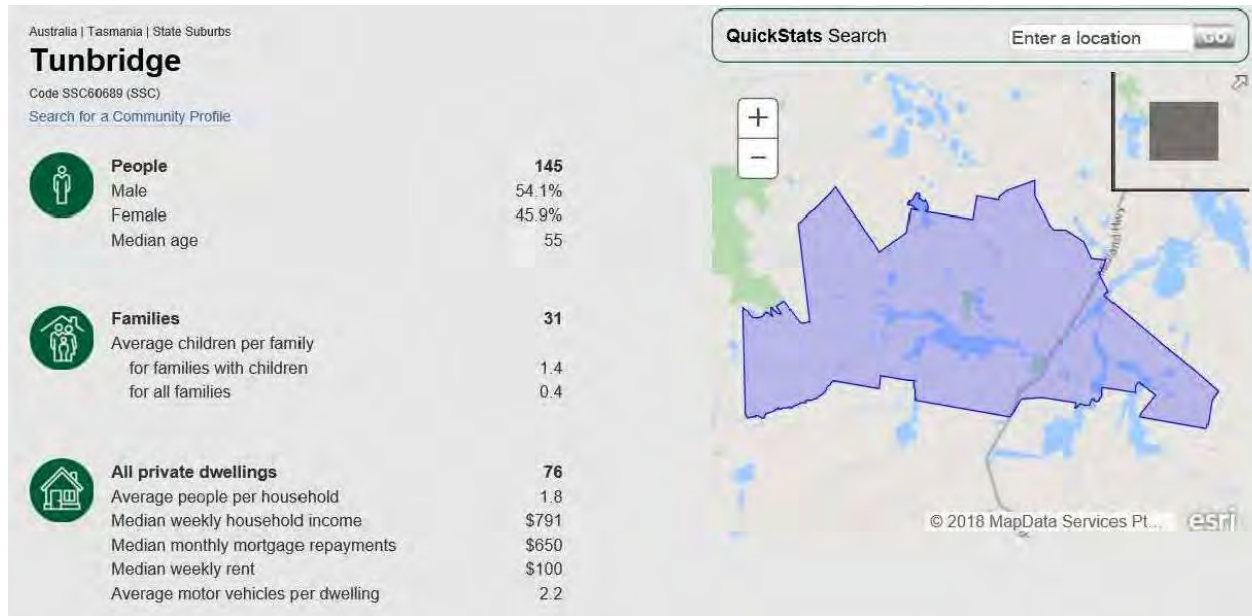 Australia | Tasmania | State Suburbs
Tunbridge
Code SSC60689 (SSC)
Search for a Community Profile
People 145
Male 54.1%
Female 45.9%
Median age 55
Families 31
Average children per family
for families with children 1.4
for all families 0.4
All private dwellings 76
Average people per household 1.8
Median weekly household income $791
Median monthly mortgage repayments $650
Median weekly rent $100
Average motor vehicles per dwelling 2.2
QuickStats Search Enter a location GO
+
−
Hwy
© 2018 MapData Services Pt... esri